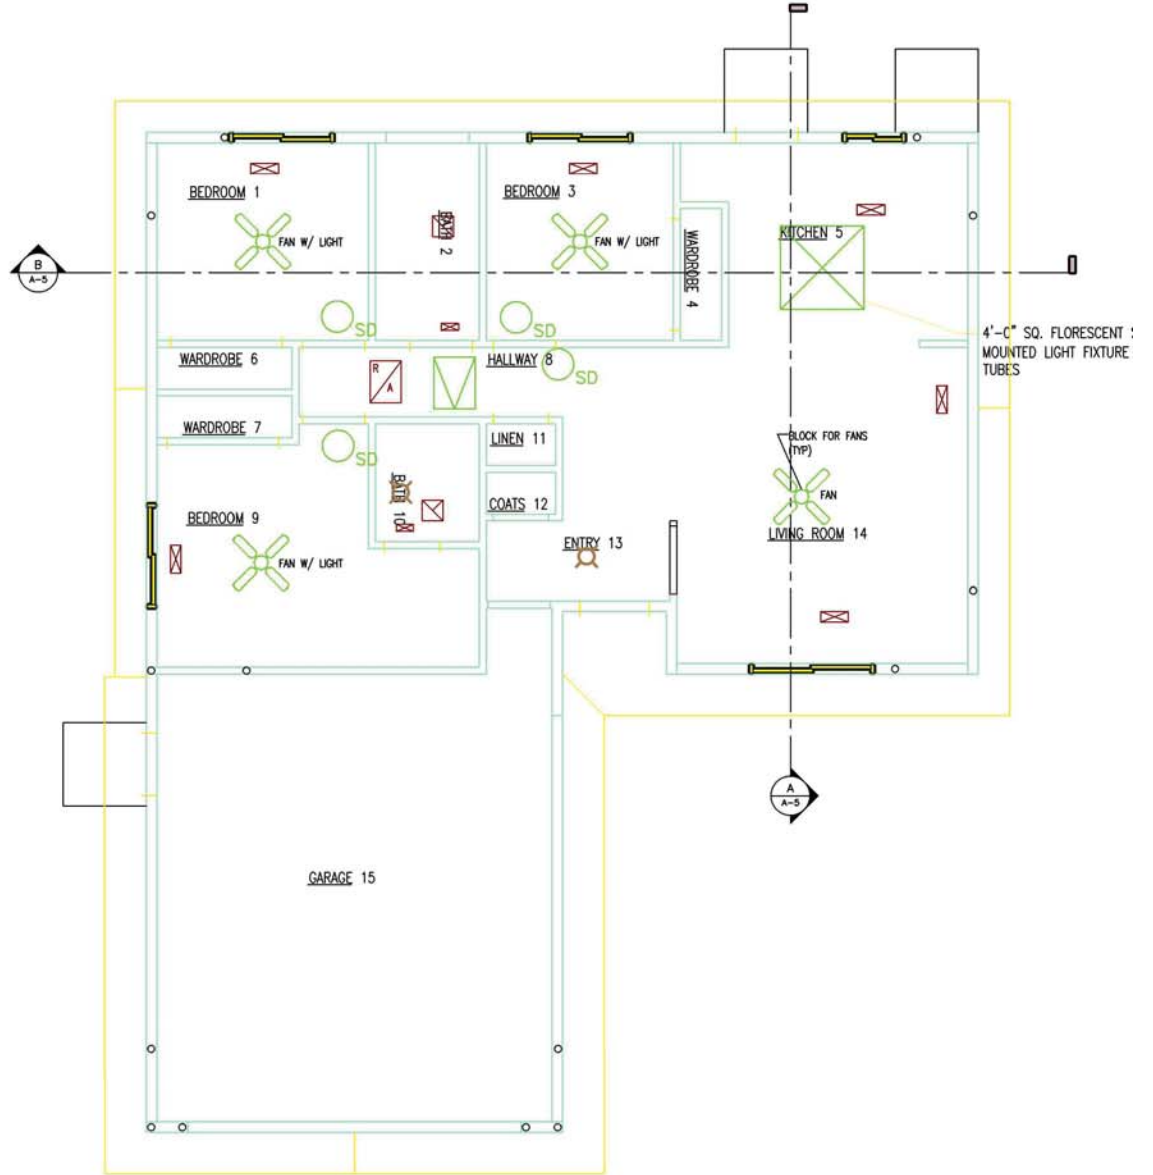 BEDROOM 1
BEDROOM 3
BATH 2
KITCHEN 5
FAN W/ LIGHT
FAN W/ LIGHT
WARDROBE 4
B
A-5
SD
SD
4'-0" SQ. FLORESCENT
MOUNTED LIGHT FIXTURE
TUBES
WARDROBE 6
HALLWAY 8
R
A
SD
WARDROBE 7
LINEN 11
BLOCK FOR FANS
(TYP)
SD
BATH 10
COATS 12
FAN
BEDROOM 9
ENTRY 13
LIVING ROOM 14
FAN W/ LIGHT
A
A-5
GARAGE 15